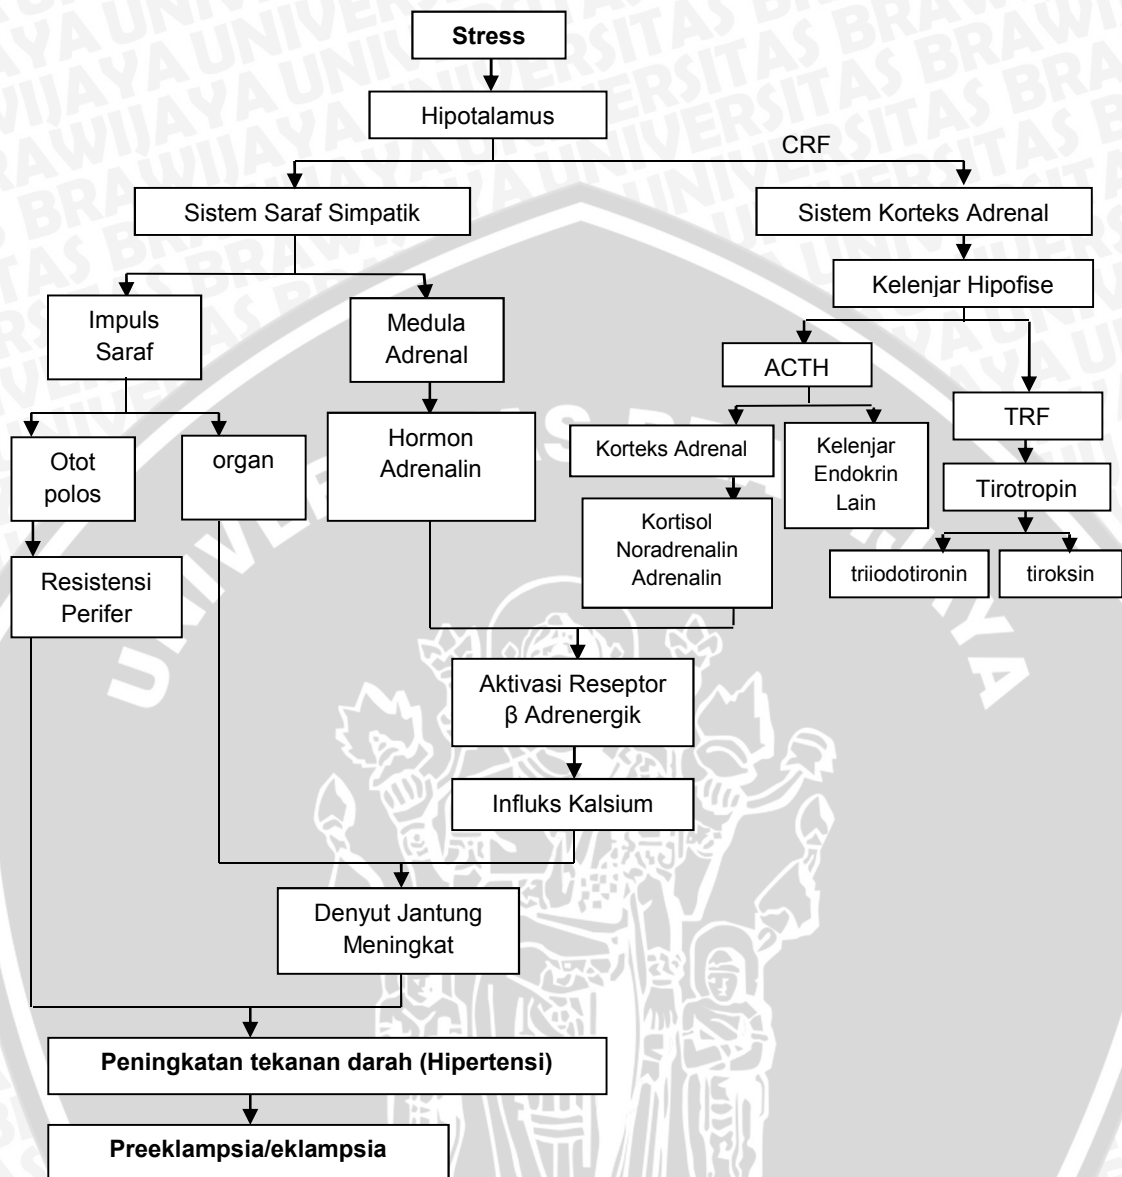 Stress
Hipotalamus
CRF
Sistem Saraf Simpatik
Sistem Korteks Adrenal
Kelenjar Hipofise
Impuls
Saraf
Medula
Adrenal
ACTH
TRF
Otot
polos
organ
Hormon
Adrenalin
Korteks Adrenal
Kelenjar
Endokrin
Lain
Tirotropin
Kortisol
Noradrenalin
Adrenalin
triiodotironin
tiroksin
Resistensi
Perifer
Aktivasi Reseptor
β Adrenergik
Influks Kalsium
Denyut Jantung
Meningkat
Peningkatan tekanan darah (Hipertensi)
Preeklampsia/eklampsia
UNIVERSITAS BRAWIJAYA